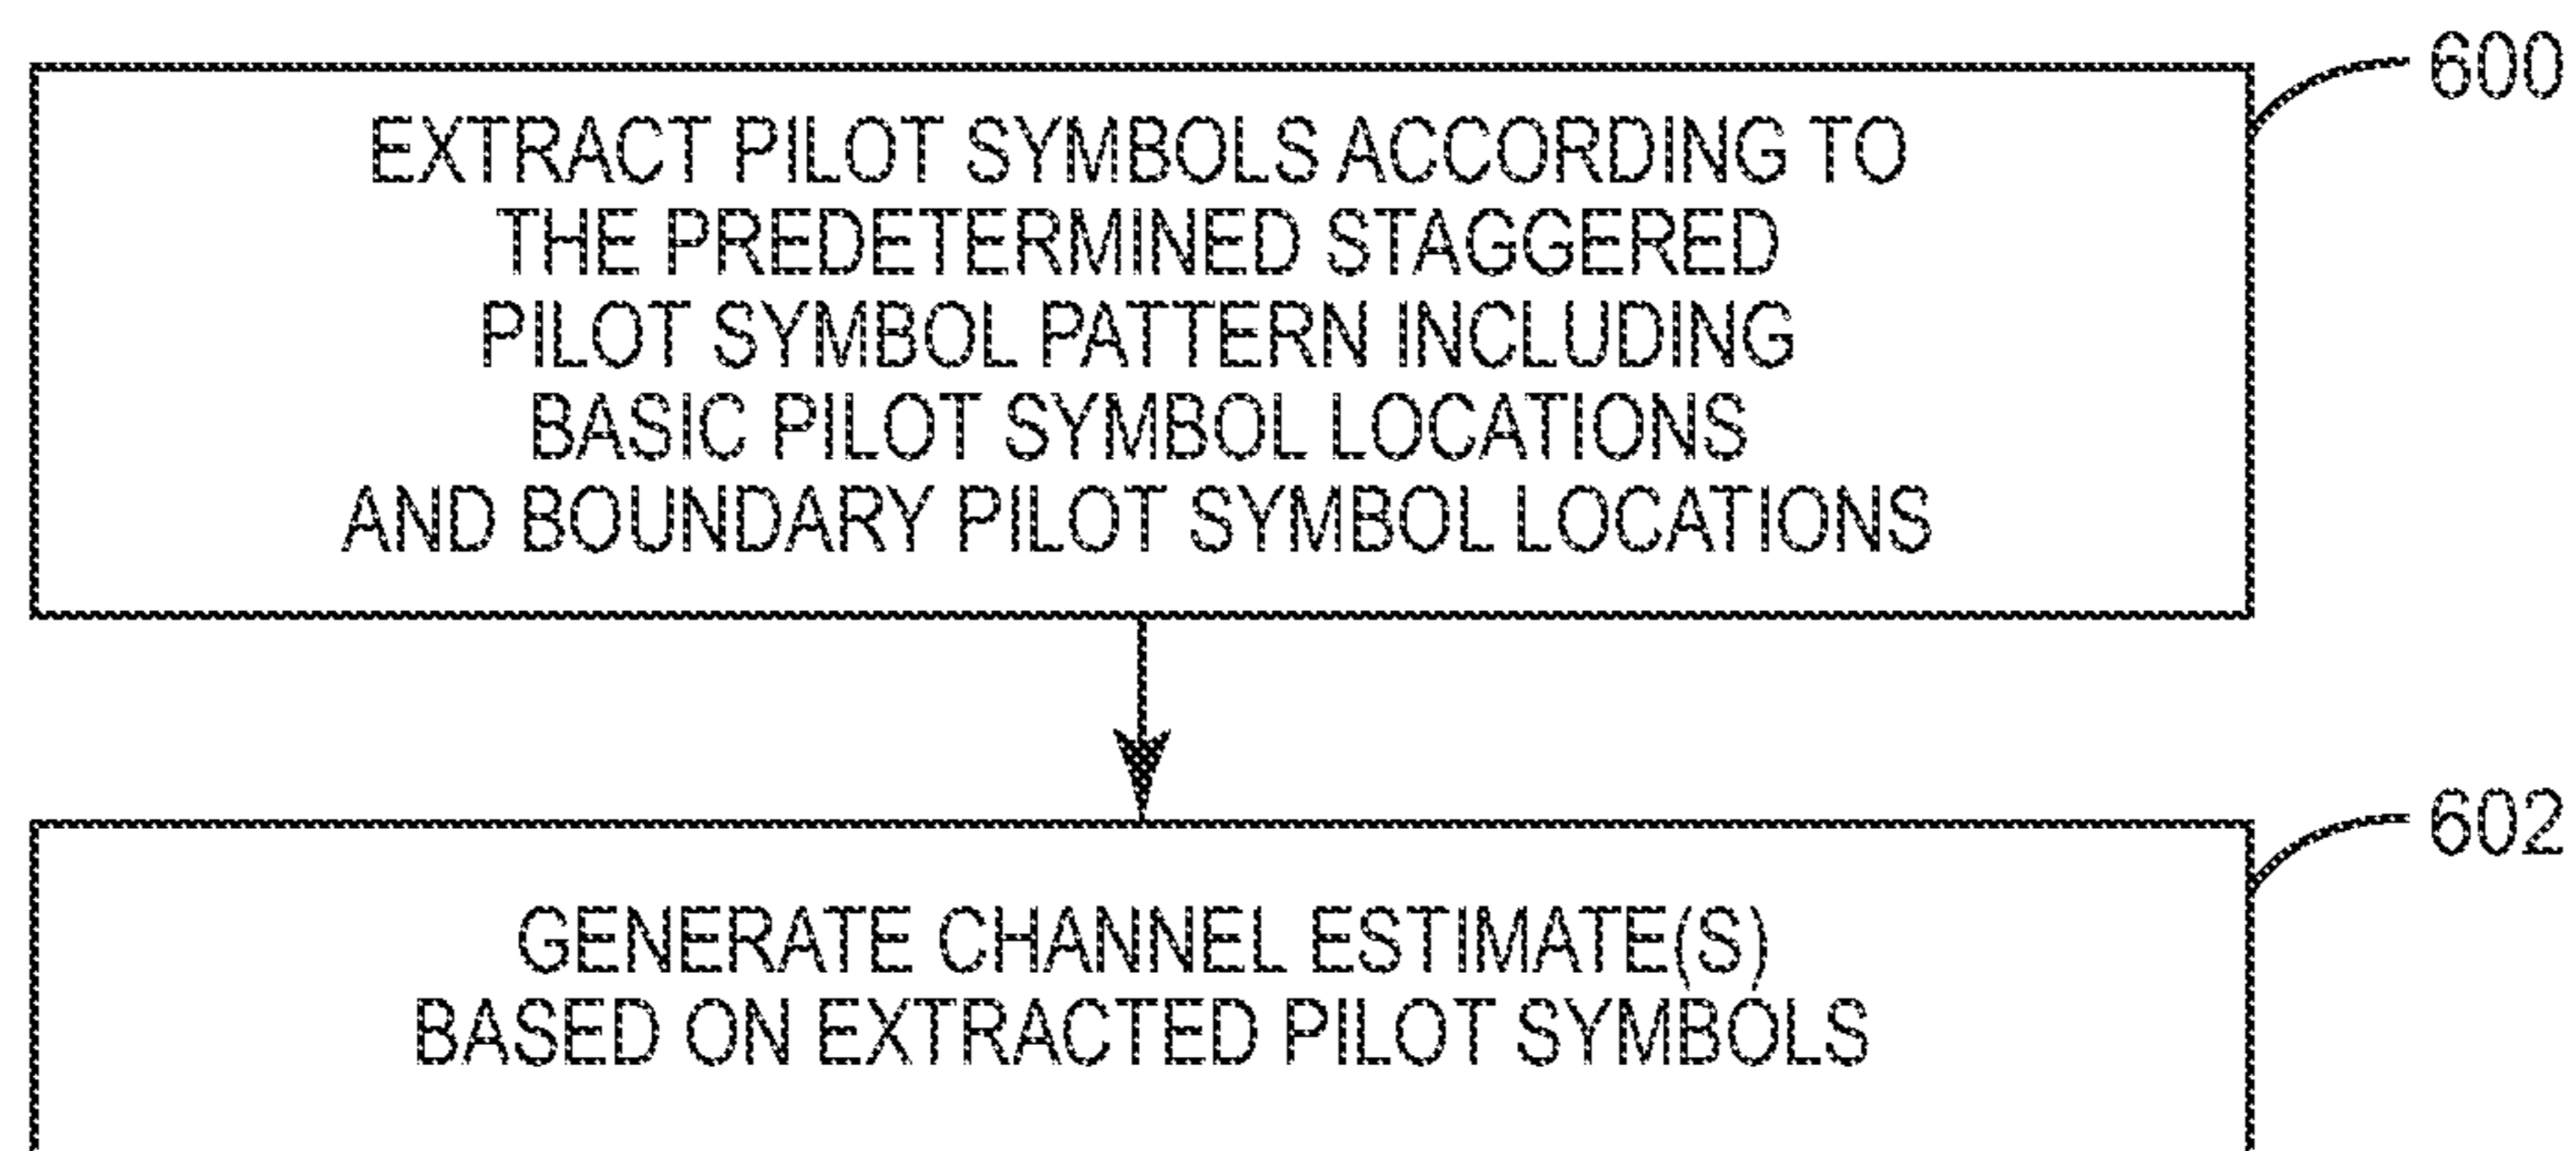 600
EXTRACT PILOT SYMBOLS ACCORDING TO
THE PREDETERMINED STAGGERED
PILOT SYMBOL PATTERN INCLUDING
BASIC PILOT SYMBOL LOCATIONS
AND BOUNDARY PILOT SYMBOL LOCATIONS
602
GENERATE CHANNEL ESTIMATE(S)
BASED ON EXTRACTED PILOT SYMBOLS